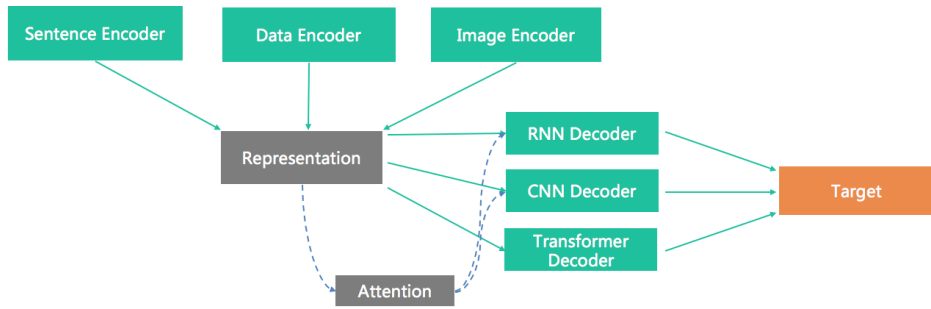 Sentence Encoder
Data Encoder
Image Encoder
Representation
RNN Decoder
CNN Decoder
Target
Transformer
Decoder
Attention